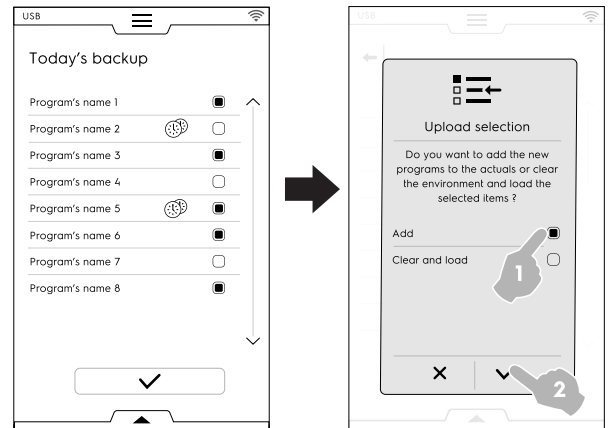 USB
Today's backup
Program's name 1
Program's name 2
Program's name 3
Program's name 4
Program's name 5
Program's name 6
Program's name 7
Program's name 8
USB
Upload selection
Do you want to add the new
programs to the actuals or clear
the environment and load the
selected items ?
Add
Clear and load
1
2